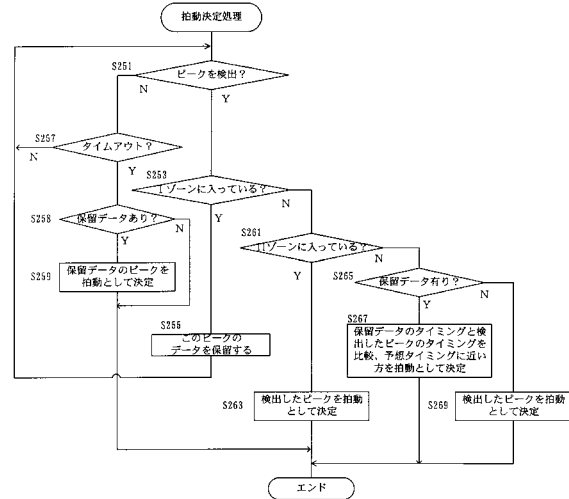 拍動決定処理
S251
ピークを検出？
N
Y
S257
タイムアウト？
N
Y
S253
Iゾーンに入っている？
N
Y
S258
保留データあり？
N
Y
S261
IIゾーンに入っている？
N
Y
S259
保留データのピークを
拍動として決定
S265
保留データ有り？
N
Y
S255
このピークの
データを保留する
S267
保留データのタイミングと検
出したピークのタイミングを
比較、予想タイミングに近い
方を拍動として決定
S263
検出したピークを拍動
として決定
S269
検出したピークを拍動
として決定
エンド